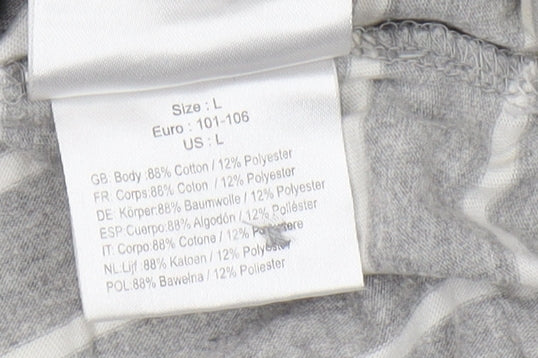 Size : L
Euro : 101-106
US : L
GB: Body :88% Cotton / 12% Polyester
FR: Corps:88% Coton / 12% Polyester
DE: Körper:88% Baumwolle / 12% Polyester
ESP:Cuerpo:88% Algodón / 12% Poliéster
IT: Corpo:88% Cotone / 12%
NL:Lijf :88% Katoen / 12% Polyester
POL:88% Bawełna / 12% Poliester